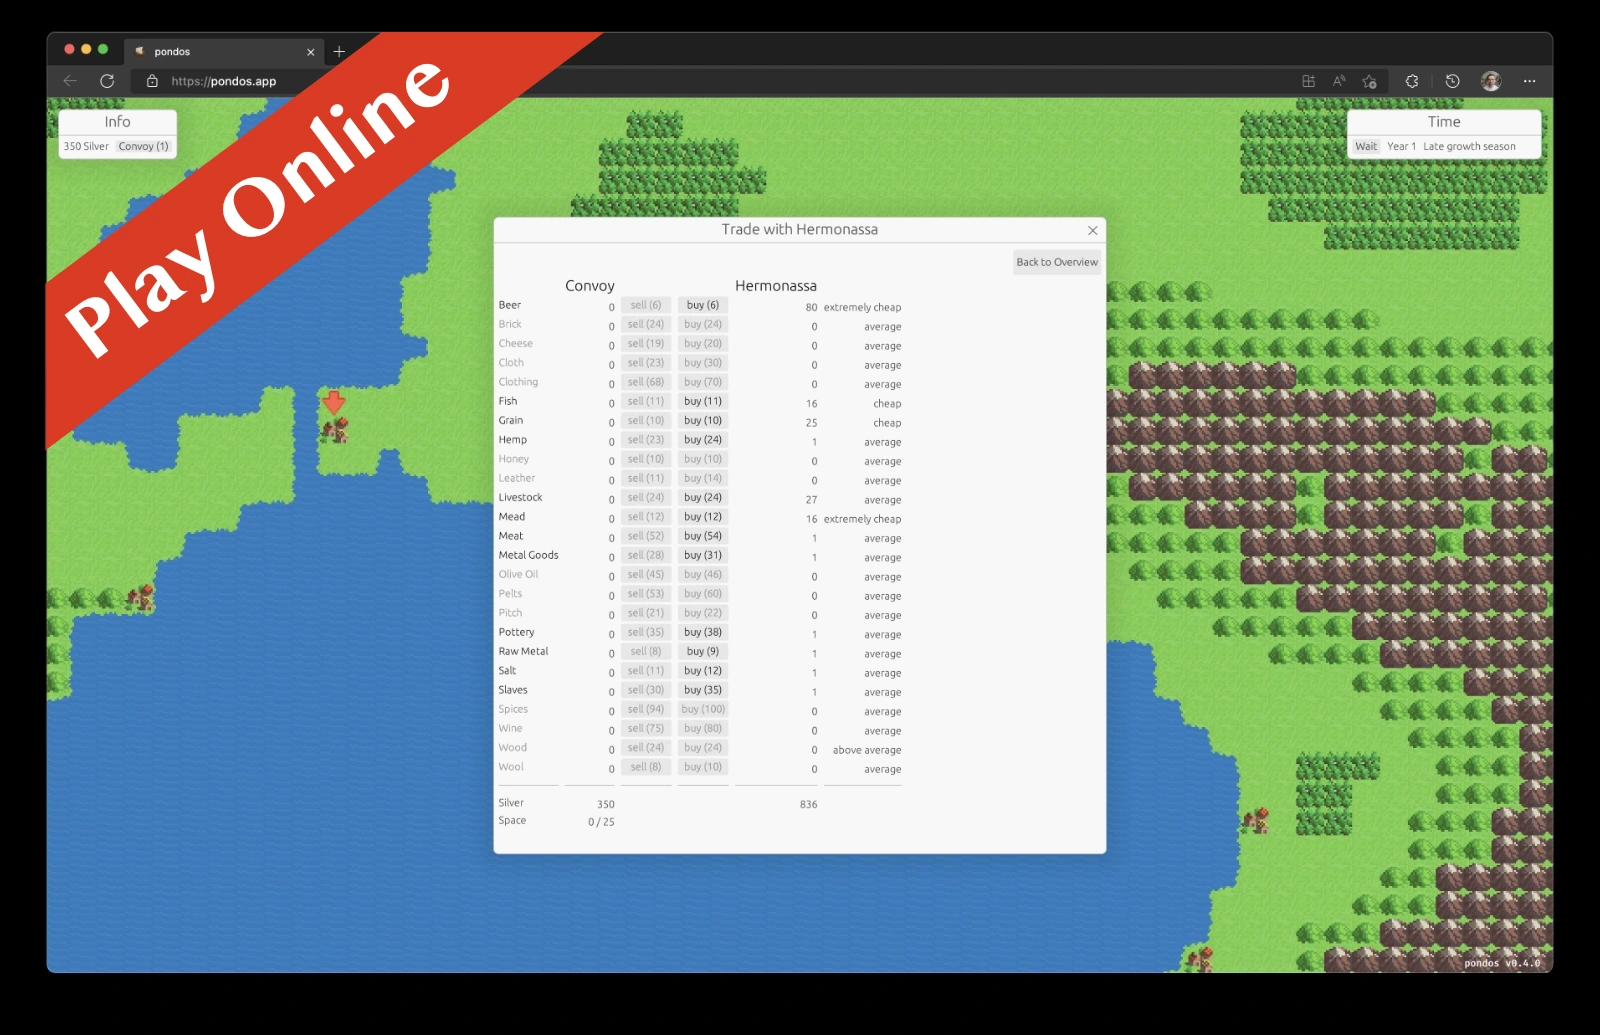 pondos
https://pondos.app
Play Online
Info
350 Silver Convoy (1)
Time
Wait Year 1 Late growth season
Trade with Hermonassa
Back to Overview
Convoy Hermonassa
Beer 0 sell (6) buy (6) 80 extremely cheap
Brick 0 sell (24) buy (24) 0 average
Cheese 0 sell (19) buy (20) 0 average
Cloth 0 sell (23) buy (30) 0 average
Clothing 0 sell (68) buy (70) 0 average
Fish 0 sell (11) buy (11) 16 cheap
Grain 0 sell (10) buy (10) 25 cheap
Hemp 0 sell (23) buy (24) 1 average
Honey 0 sell (10) buy (10) 0 average
Leather 0 sell (11) buy (14) 0 average
Livestock 0 sell (24) buy (24) 27 average
Mead 0 sell (12) buy (12) 16 extremely cheap
Meat 0 sell (52) buy (54) 1 average
Metal Goods 0 sell (28) buy (31) 1 average
Olive Oil 0 sell (45) buy (46) 0 average
Pelts 0 sell (53) buy (60) 0 average
Pitch 0 sell (21) buy (22) 0 average
Pottery 0 sell (35) buy (38) 1 average
Raw Metal 0 sell (8) buy (9) 1 average
Salt 0 sell (11) buy (12) 1 average
Slaves 0 sell (30) buy (35) 1 average
Spices 0 sell (94) buy (100) 0 average
Wine 0 sell (75) buy (80) 0 average
Wood 0 sell (24) buy (24) 0 above average
Wool 0 sell (8) buy (10) 0 average
Silver 350 836
Space 0 / 25
pondos v0.4.0